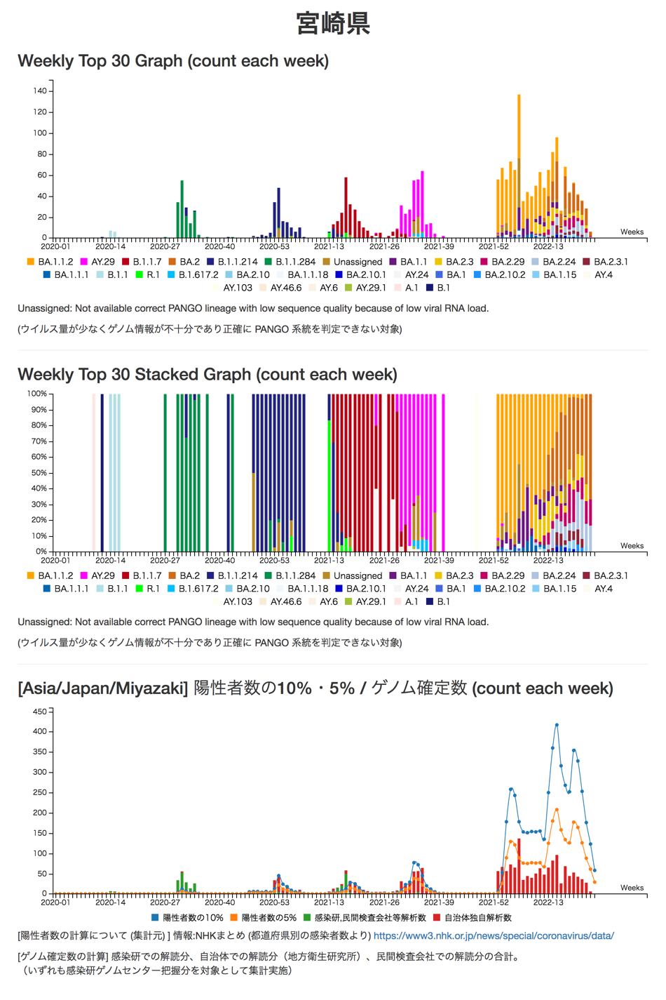 宮崎県
Weekly Top 30 Graph (count each week)
140
120
100
80
60
40
20
0
Weeks
2020-01 2020-14 2020-27 2020-40 2020-53 2021-13 2021-26 2021-39 2021-52 2022-13
BA.1.1.2 AY.29 B.1.1.7 BA.2 B.1.1.214 B.1.1.284 Unassigned BA.1.1 BA.2.3 BA.2.29 BA.2.24 BA.2.3.1
BA.1.1.1 B.1.1 R.1 B.1.617.2 BA.2.10 BA.1.1.18 BA.2.10.1 AY.24 BA.1 BA.2.10.2 BA.1.15 AY.4
AY.103 AY.46.6 AY.6 AY.29.1 A.1 B.1
Unassigned: Not available correct PANGO lineage with low sequence quality because of low viral RNA load.
(ウイルス量が少なくゲノム情報が不十分であり正確に PANGO 系統を判定できない対象)
Weekly Top 30 Stacked Graph (count each week)
100%
90%
80%
70%
60%
50%
40%
30%
20%
10%
0%
Weeks
2020-01 2020-14 2020-27 2020-40 2020-53 2021-13 2021-26 2021-39 2021-52 2022-13
BA.1.1.2 AY.29 B.1.1.7 BA.2 B.1.1.214 B.1.1.284 Unassigned BA.1.1 BA.2.3 BA.2.29 BA.2.24 BA.2.3.1
BA.1.1.1 B.1.1 R.1 B.1.617.2 BA.2.10 BA.1.1.18 BA.2.10.1 AY.24 BA.1 BA.2.10.2 BA.1.15 AY.4
AY.103 AY.46.6 AY.6 AY.29.1 A.1 B.1
Unassigned: Not available correct PANGO lineage with low sequence quality because of low viral RNA load.
(ウイルス量が少なくゲノム情報が不十分であり正確に PANGO 系統を判定できない対象)
[Asia/Japan/Miyazaki] 陽性者数の10%・5% / ゲノム確定数 (count each week)
450
400
350
300
250
200
150
100
50
0
Weeks
2020-01 2020-14 2020-27 2020-40 2020-53 2021-13 2021-26 2021-39 2021-52 2022-13
陽性者数の10% 陽性者数の5% 感染研,民間検査会社等解析数 自治体独自解析数
[陽性者数の計算について (集計元) ] 情報:NHKまとめ (都道府県別の感染者数より) https://www3.nhk.or.jp/news/special/coronavirus/data/
[ゲノム確定数の計算] 感染研での解読分、自治体での解読分（地方衛生研究所）、民間検査会社での解読分の合計。
（いずれも感染研ゲノムセンター把握分を対象として集計実施）